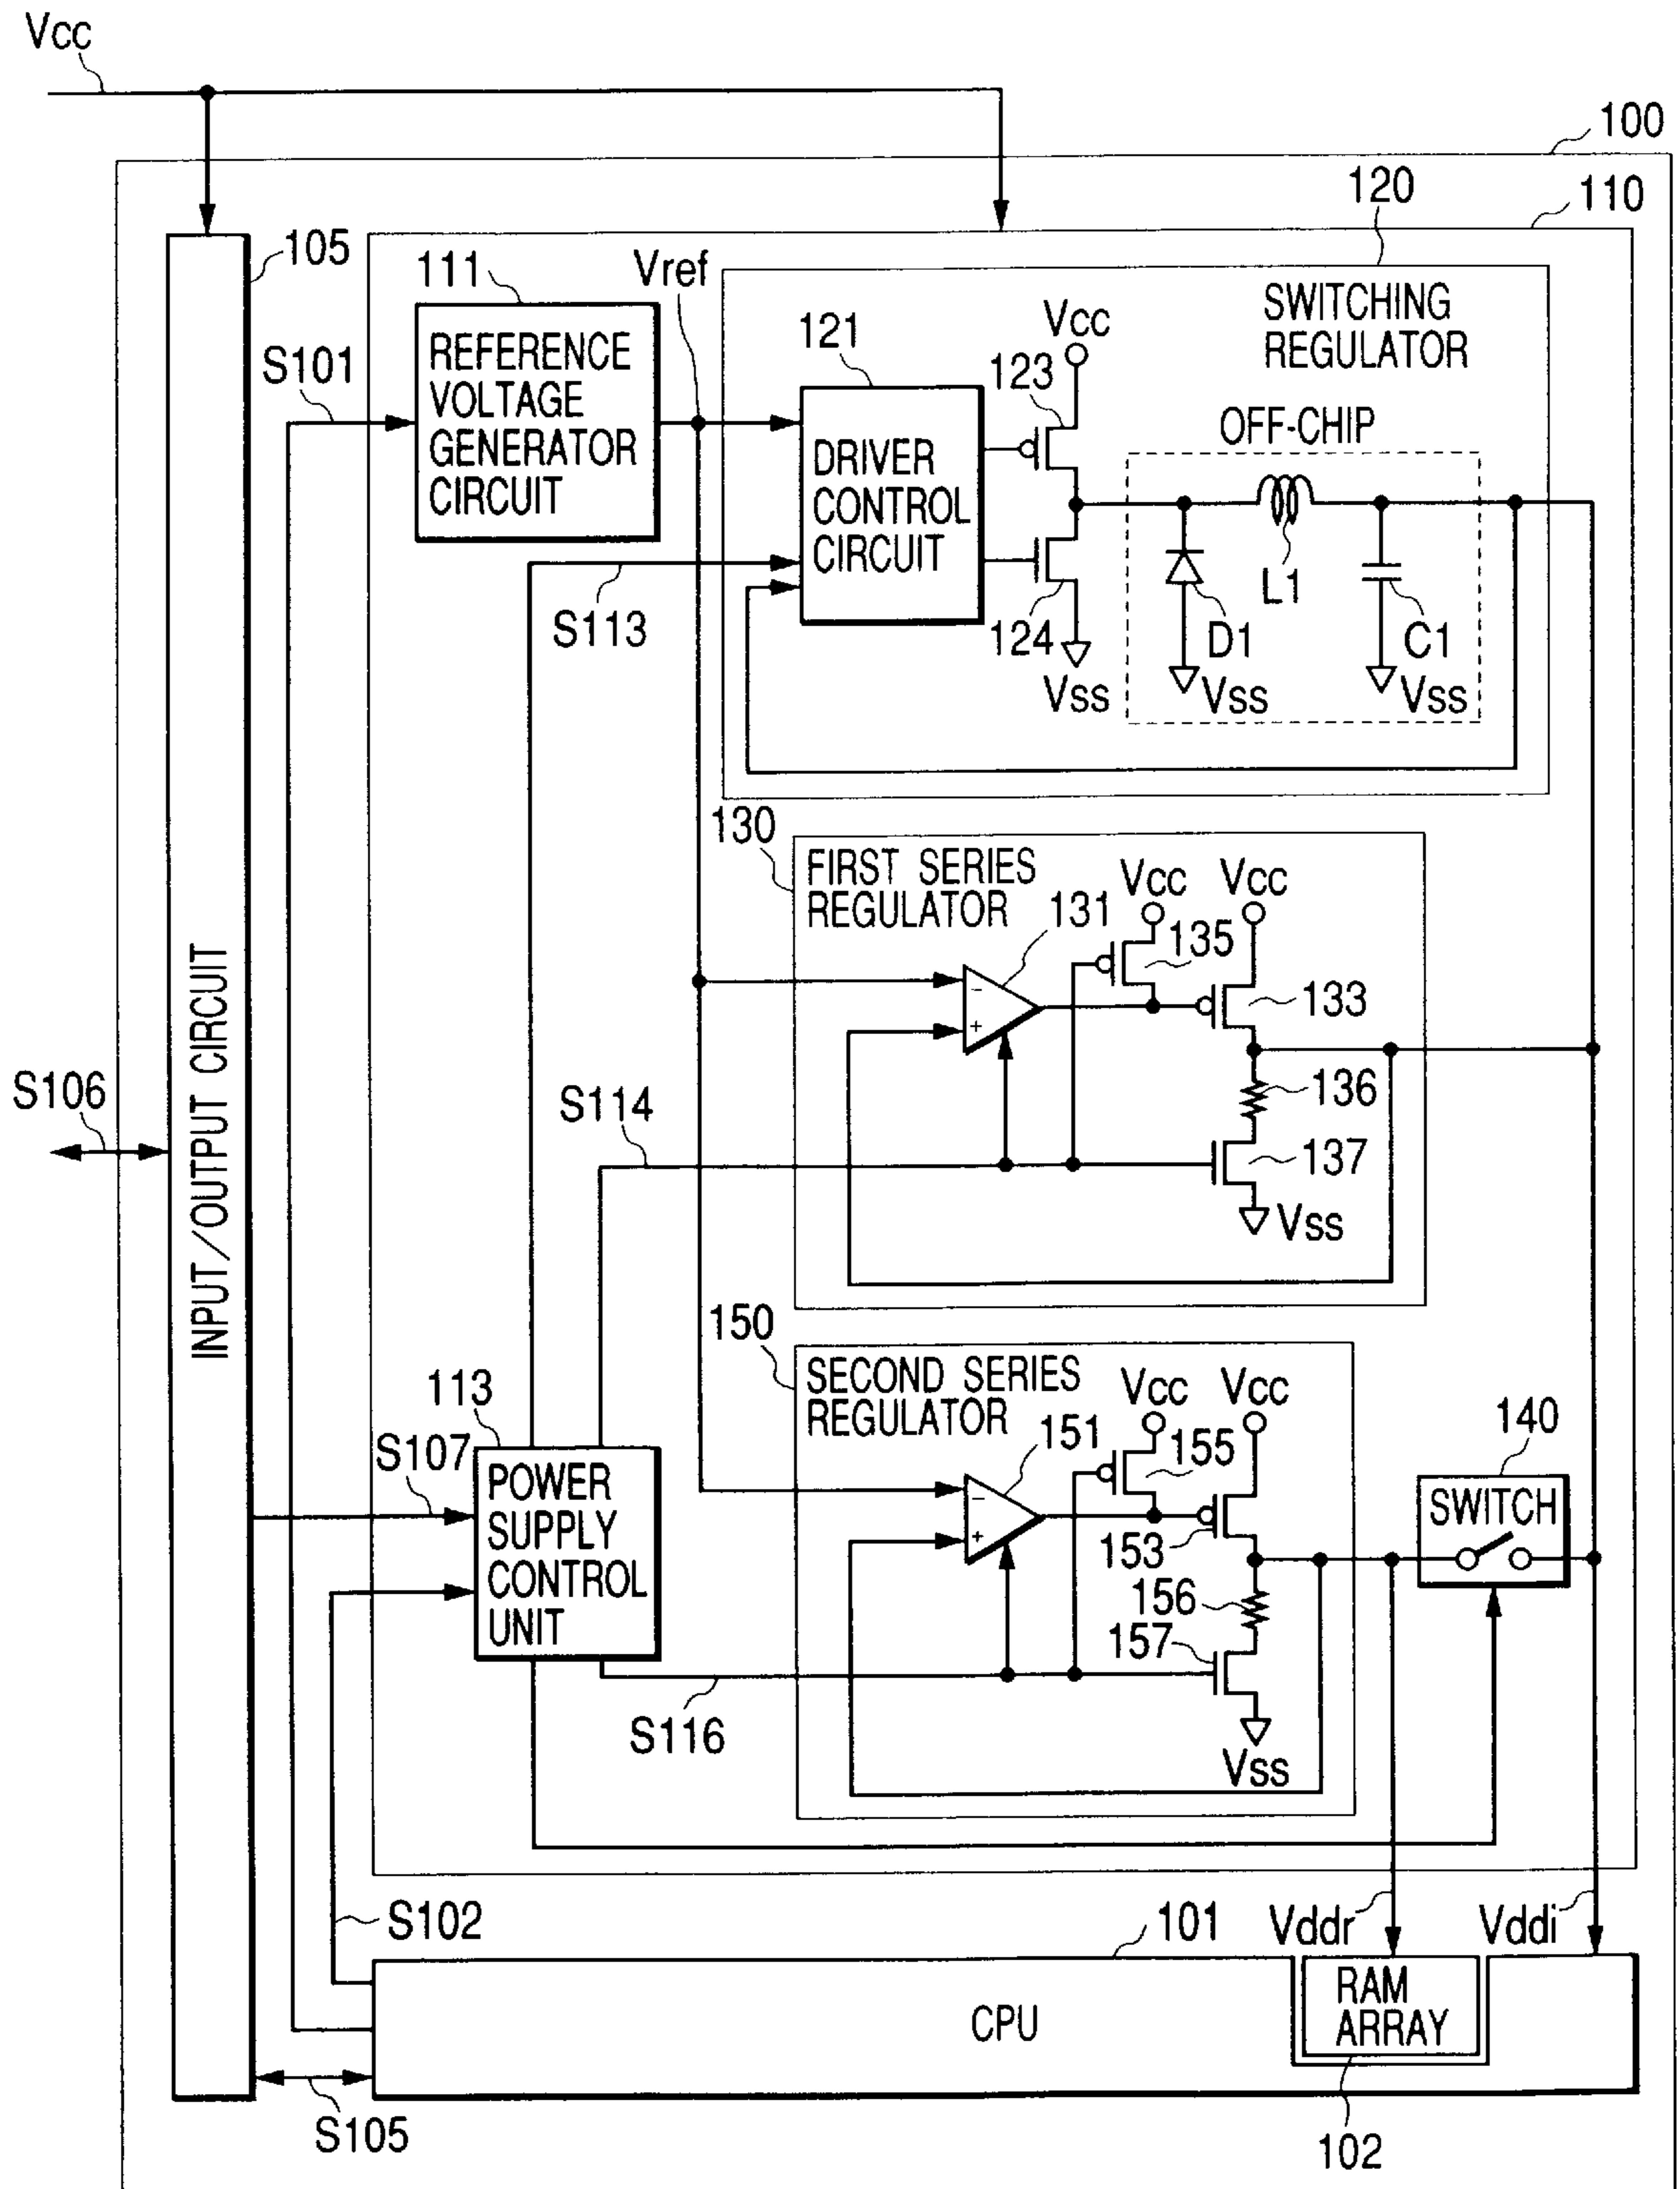 Vcc
100
120
110
105
111
Vref
SWITCHING
REGULATOR
S101
REFERENCE
VOLTAGE
GENERATOR
CIRCUIT
121
Vcc
123
OFF-CHIP
DRIVER
CONTROL
CIRCUIT
S113
124
Vss
D1
Vss
L1
C1
Vss
130
FIRST SERIES
REGULATOR
Vcc
Vcc
131
135
133
-
+
136
137
Vss
S114
S106
INPUT/OUTPUT CIRCUIT
150
SECOND SERIES
REGULATOR
Vcc
Vcc
151
155
153
-
+
156
157
Vss
140
SWITCH
113
S107
POWER
SUPPLY
CONTROL
UNIT
S116
S102
101
Vddr
Vddi
CPU
RAM
ARRAY
S105
102